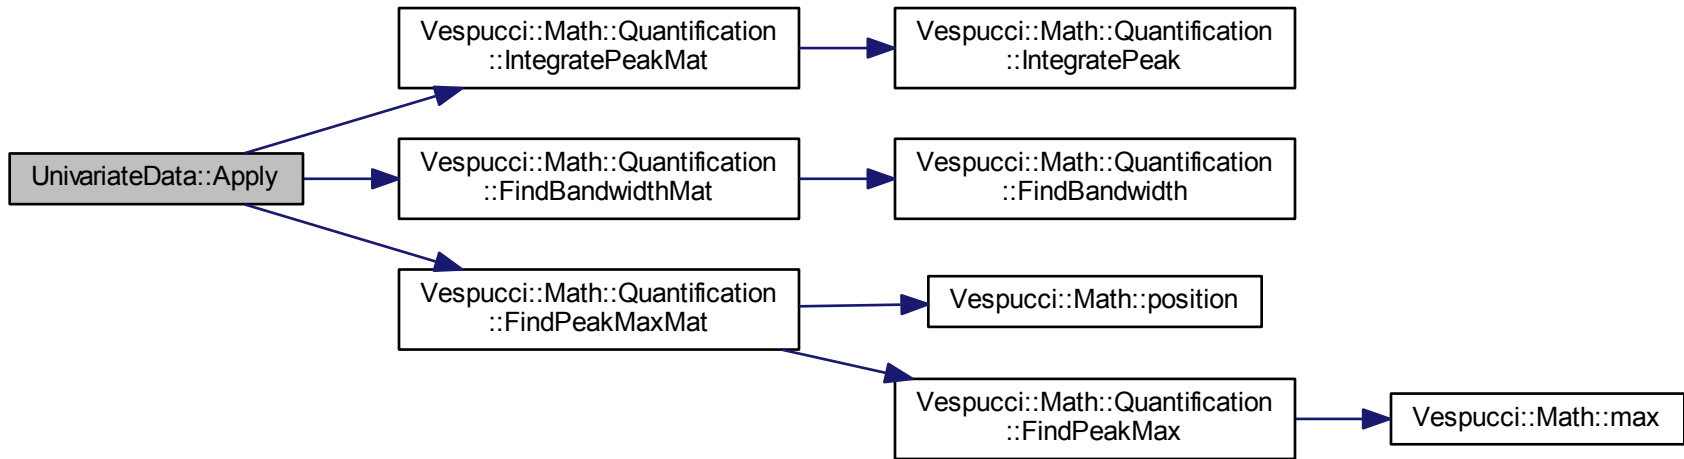 Vespucci::Math::Quantification
::IntegratePeakMat
Vespucci::Math::Quantification
::IntegratePeak
UnivariateData::Apply
Vespucci::Math::Quantification
::FindBandwidthMat
Vespucci::Math::Quantification
::FindBandwidth
Vespucci::Math::Quantification
::FindPeakMaxMat
Vespucci::Math::position
Vespucci::Math::Quantification
::FindPeakMax
Vespucci::Math::max